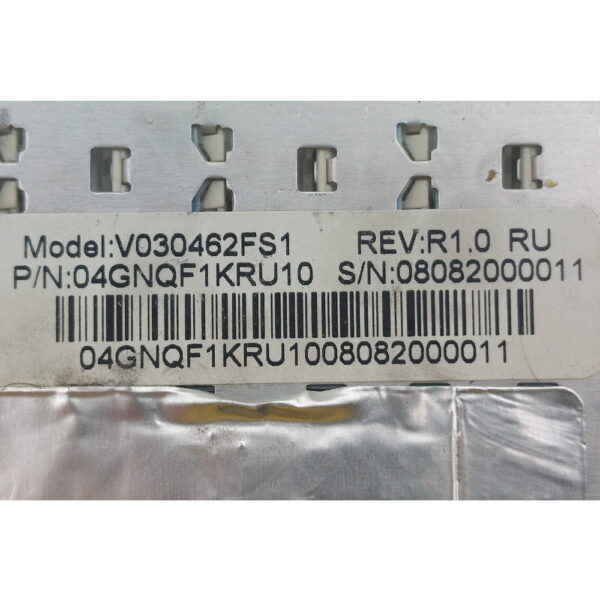 Model:V030462FS1 REV:R1.0 RU
P/N:04GNQF1KRU10 S/N:08082000011
04GNQF1KRU1008082000011